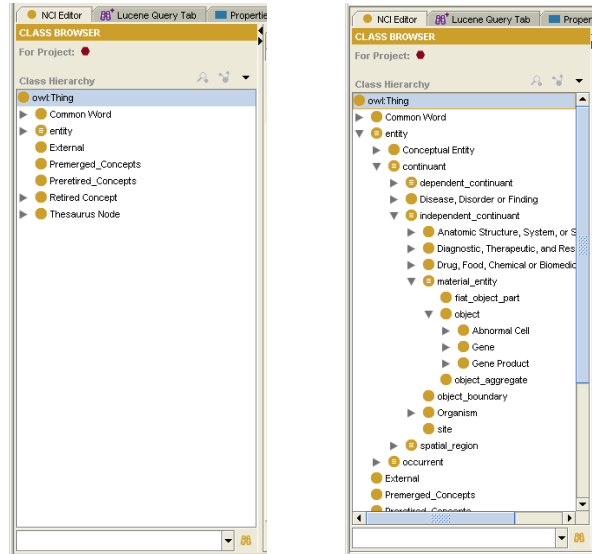 NCI Editor Lucene Query Tab Propertie
CLASS BROWSER
For Project:
Class Hierarchy
owl:Thing
Common Word
entity
External
Premerged_Concepts
Preretired_Concepts
Retired Concept
Thesaurus Node
NCI Editor Lucene Query Tab Proper
CLASS BROWSER
For Project:
Class Hierarchy
owl:Thing
Common Word
entity
Conceptual Entity
continuant
dependent_continuant
Disease, Disorder or Finding
independent_continuant
Anatomic Structure, System, or S
Diagnostic, Therapeutic, and Res
Drug, Food, Chemical or Biomedic
material_entity
fiat_object_part
object
Abnormal Cell
Gene
Gene Product
object_aggregate
object_boundary
Organism
site
spatial_region
occurrent
External
Premerged_Concepts
Preretired_Concepts